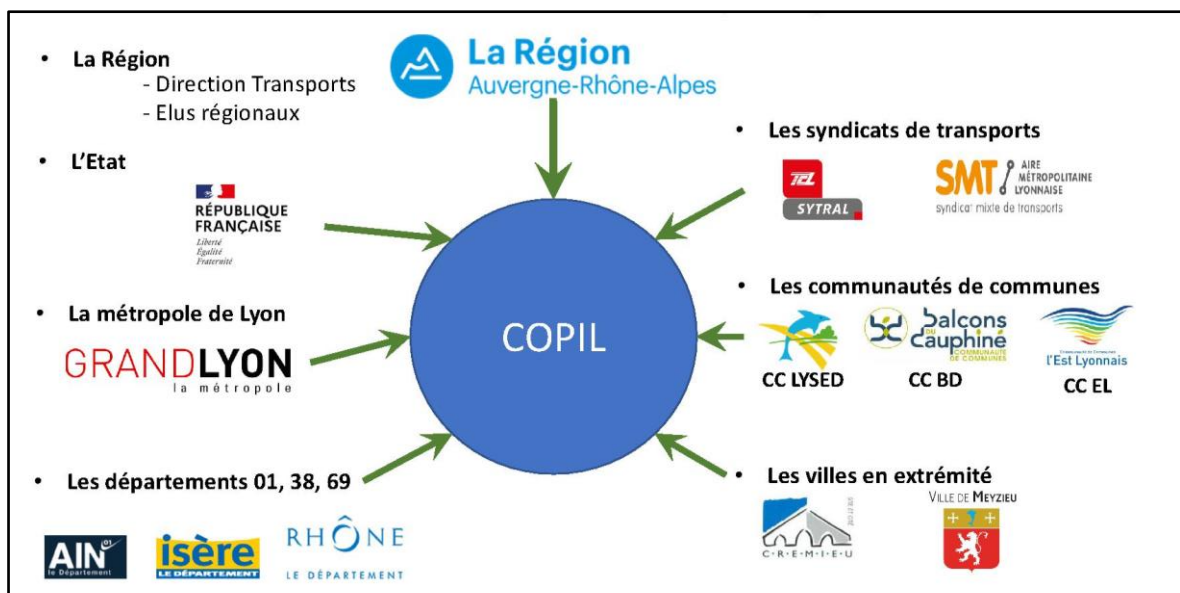 • La Région
- Direction Transports
- Elus régionaux
La Région
Auvergne-Rhône-Alpes
• L'Etat
RÉPUBLIQUE
FRANÇAISE
Liberté
Égalité
Fraternité
• La métropole de Lyon
GRANDLYON
la métropole
• Les départements 01, 38, 69
AIN 01
le Département
isère
LE DÉPARTEMENT
RHÔNE
LE DÉPARTEMENT
COPIL
• Les syndicats de transports
TCL
SYTRAL
SMT
AIRE
MÉTROPOLITAINE
LYONNAISE
syndicat mixte de transports
• Les communautés de communes
CC LYSED
balcons
DU
Dauphiné
COMMUNAUTÉ
DE COMMUNES
CC BD
Communauté de Communes
l'Est Lyonnais
CC EL
• Les villes en extrémité
C•R•E•M•I•E•U
VILLE DE MEYZIEU